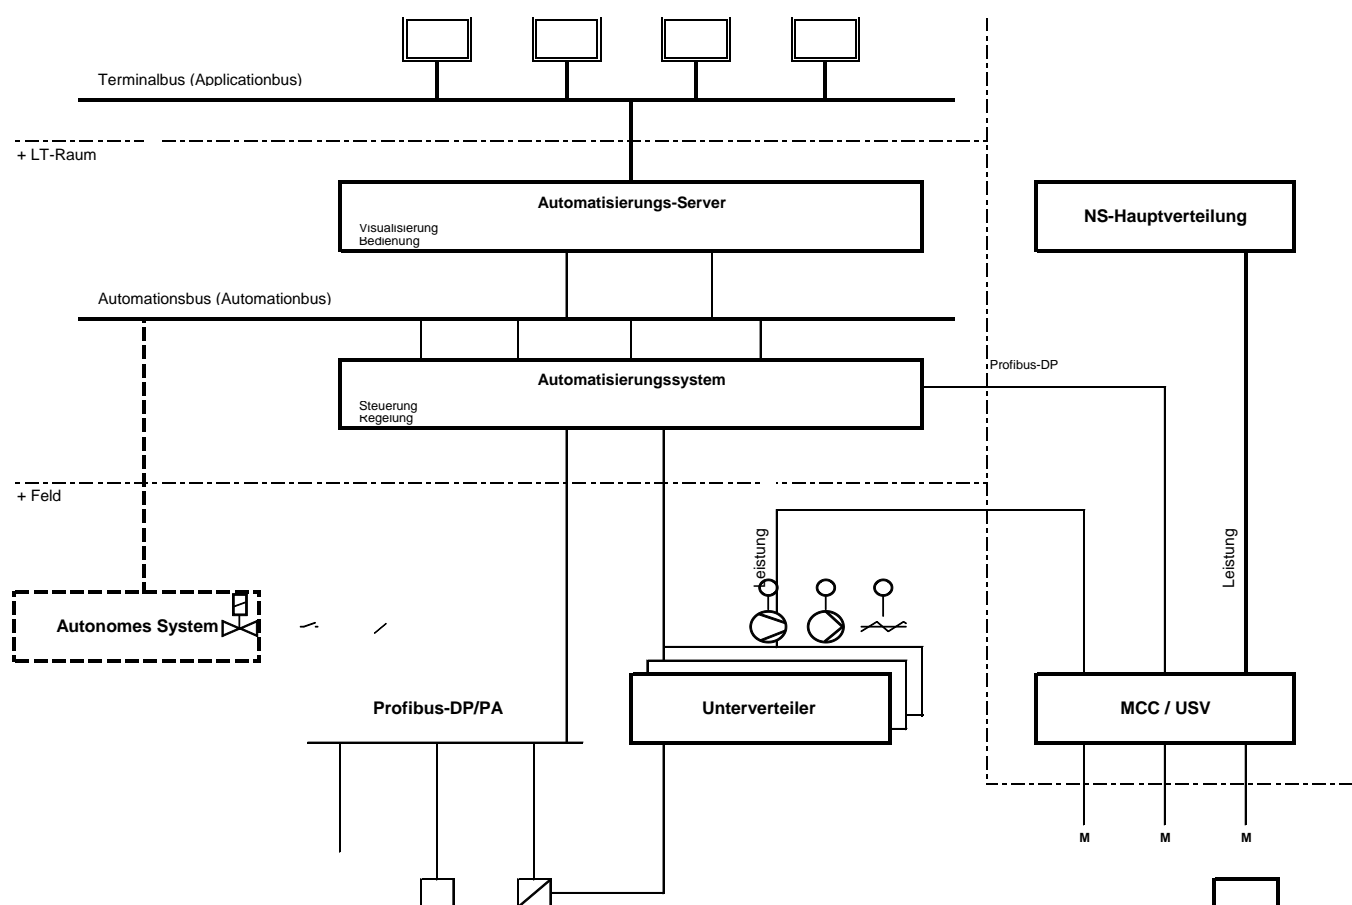 Terminalbus (Applicationbus)
+ LT-Raum
Automatisierungs-Server
Visualisierung
Bedienung
NS-Hauptverteilung
Automationsbus (Automationbus)
Automatisierungssystem
Steuerung
Regelung
Profibus-DP
+ Feld
Leistung
Leistung
Autonomes System
Profibus-DP/PA
Unterverteiler
MCC / USV
M
M
M